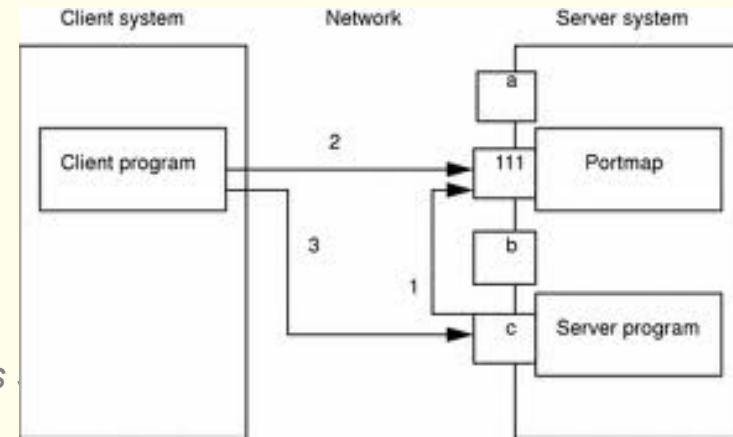 Client system Network Server system
a
Client program 2 111 Portmap
3 b
1
c Server program
s